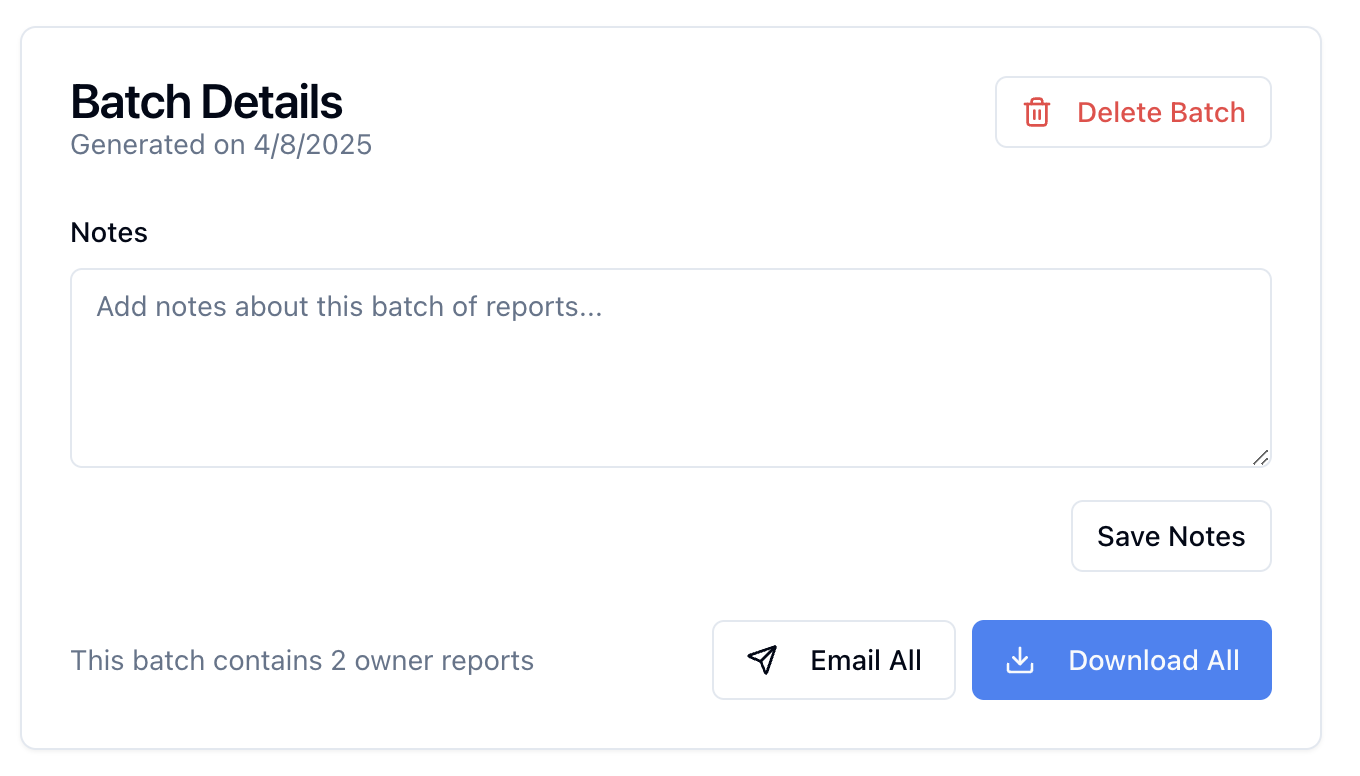 Batch Details
Delete Batch
Generated on 4/8/2025
Notes
Add notes about this batch of reports...
Save Notes
This batch contains 2 owner reports
Email All
Download All